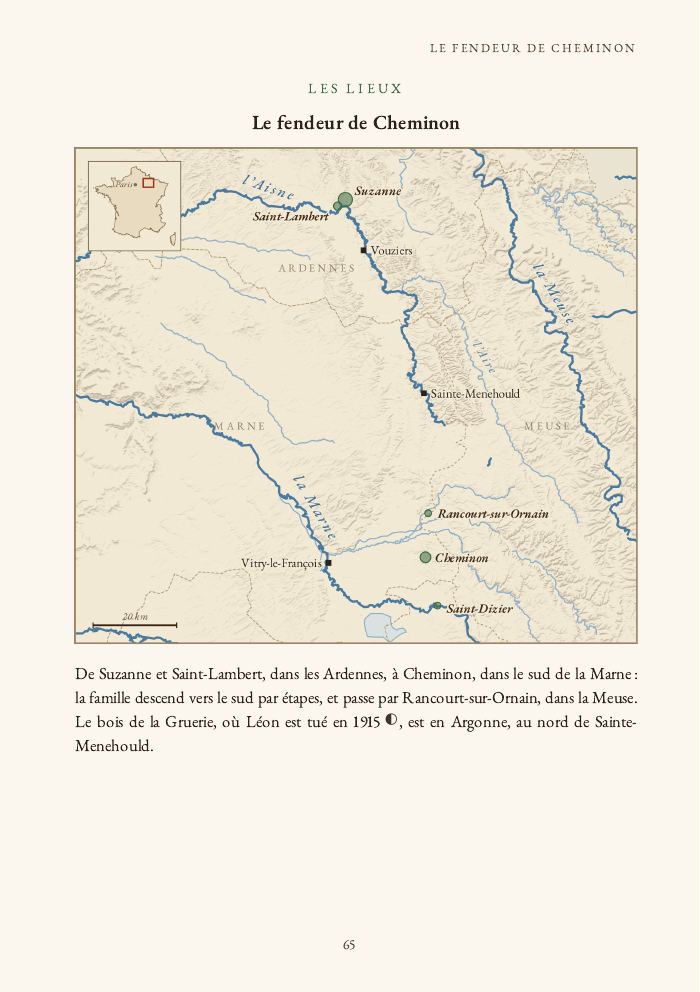 LE FENDEUR DE CHEMINON
LES LIEUX
Le fendeur de Cheminon
Paris
l'Aisne
Suzanne
Saint-Lambert
Vouziers
ARDENNES
la Meuse
l'Aire
Sainte-Menehould
MARNE
MEUSE
la Marne
Rancourt-sur-Ornain
Cheminon
Vitry-le-François
Saint-Dizier
20 km
De Suzanne et Saint-Lambert, dans les Ardennes, à Cheminon, dans le sud de la Marne :
la famille descend vers le sud par étapes, et passe par Rancourt-sur-Ornain, dans la Meuse.
Le bois de la Gruerie, où Léon est tué en 1915 ◐, est en Argonne, au nord de Sainte-
Menehould.
65